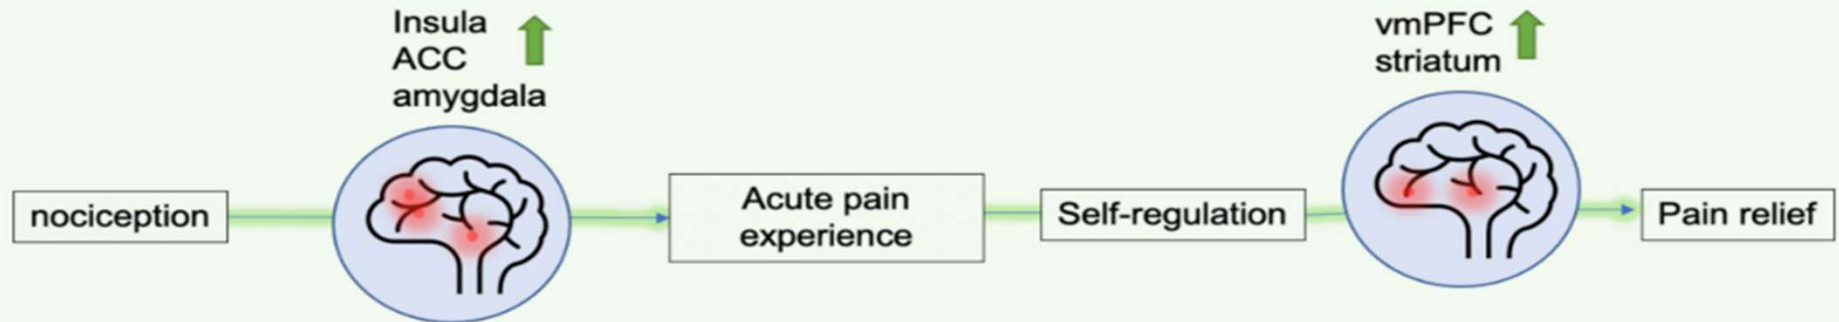 Insula
ACC
amygdala
vmPFC
striatum
nociception
Acute pain
experience
Self-regulation
Pain relief